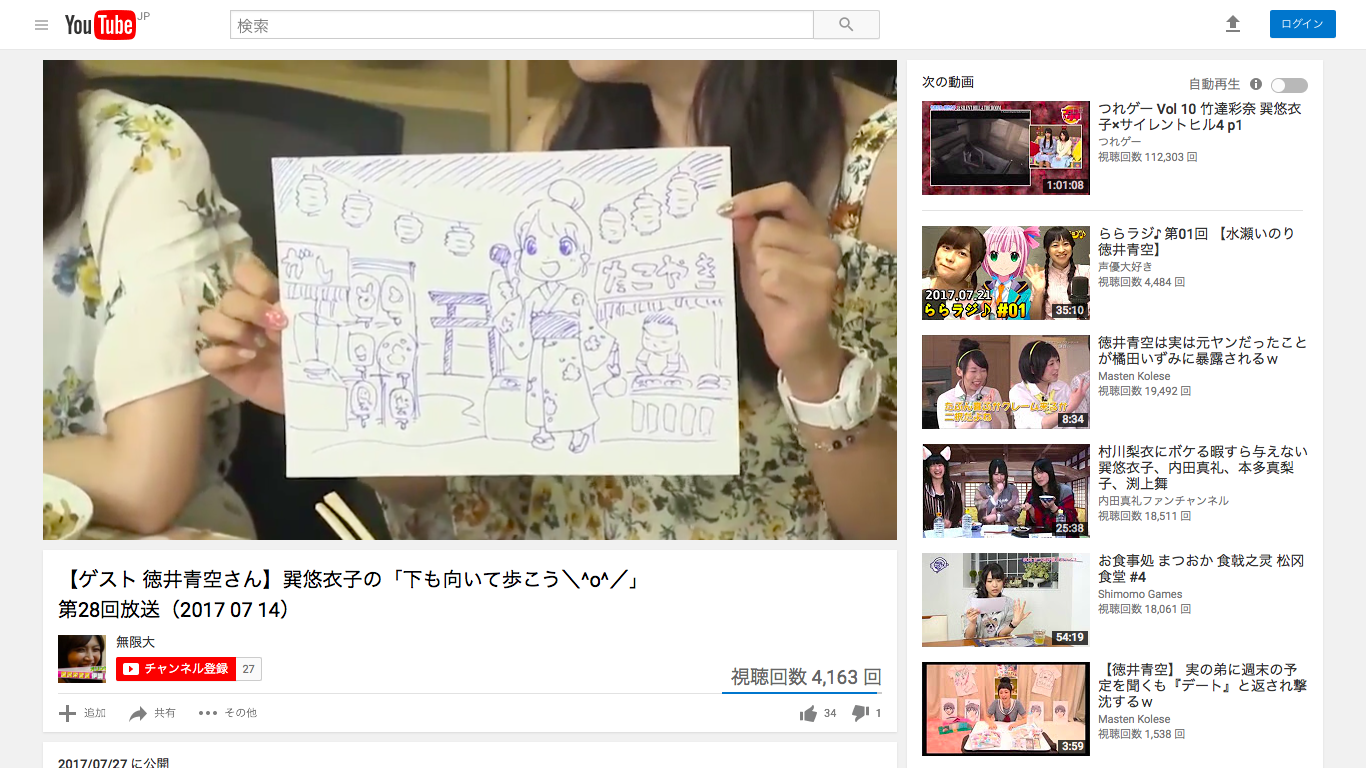 YouTube JP
検索
ログイン
がし
たこやき
【ゲスト 徳井青空さん】巽悠衣子の「下も向いて歩こう＼^o^／」
第28回放送（2017 07 14）
無限大
チャンネル登録 27
視聴回数 4,163 回
追加 共有 その他
34 1
2017/07/27 に公開
次の動画
自動再生
つれゲー Vol 10 竹達彩奈 巽悠衣
子×サイレントヒル4 p1
つれゲー
視聴回数 112,303 回
1:01:08
ららラジ♪ 第01回 【水瀬いのり
徳井青空】
声優大好き
視聴回数 4,484 回
2017.07.21
ららラジ♪ #01
35:10
徳井青空は実は元ヤンだったこと
が橘田いずみに暴露されるｗ
Masten Kolese
視聴回数 19,492 回
8:34
村川梨衣にボケる暇すら与えない
巽悠衣子、内田真礼、本多真梨
子、渕上舞
内田真礼ファンチャンネル
視聴回数 18,511 回
25:38
お食事処 まつおか 食戟之灵 松冈
食堂 #4
Shimomo Games
視聴回数 18,061 回
54:19
【徳井青空】 実の弟に週末の予
定を聞くも『デート』と返され撃
沈するｗ
Masten Kolese
視聴回数 1,538 回
3:59